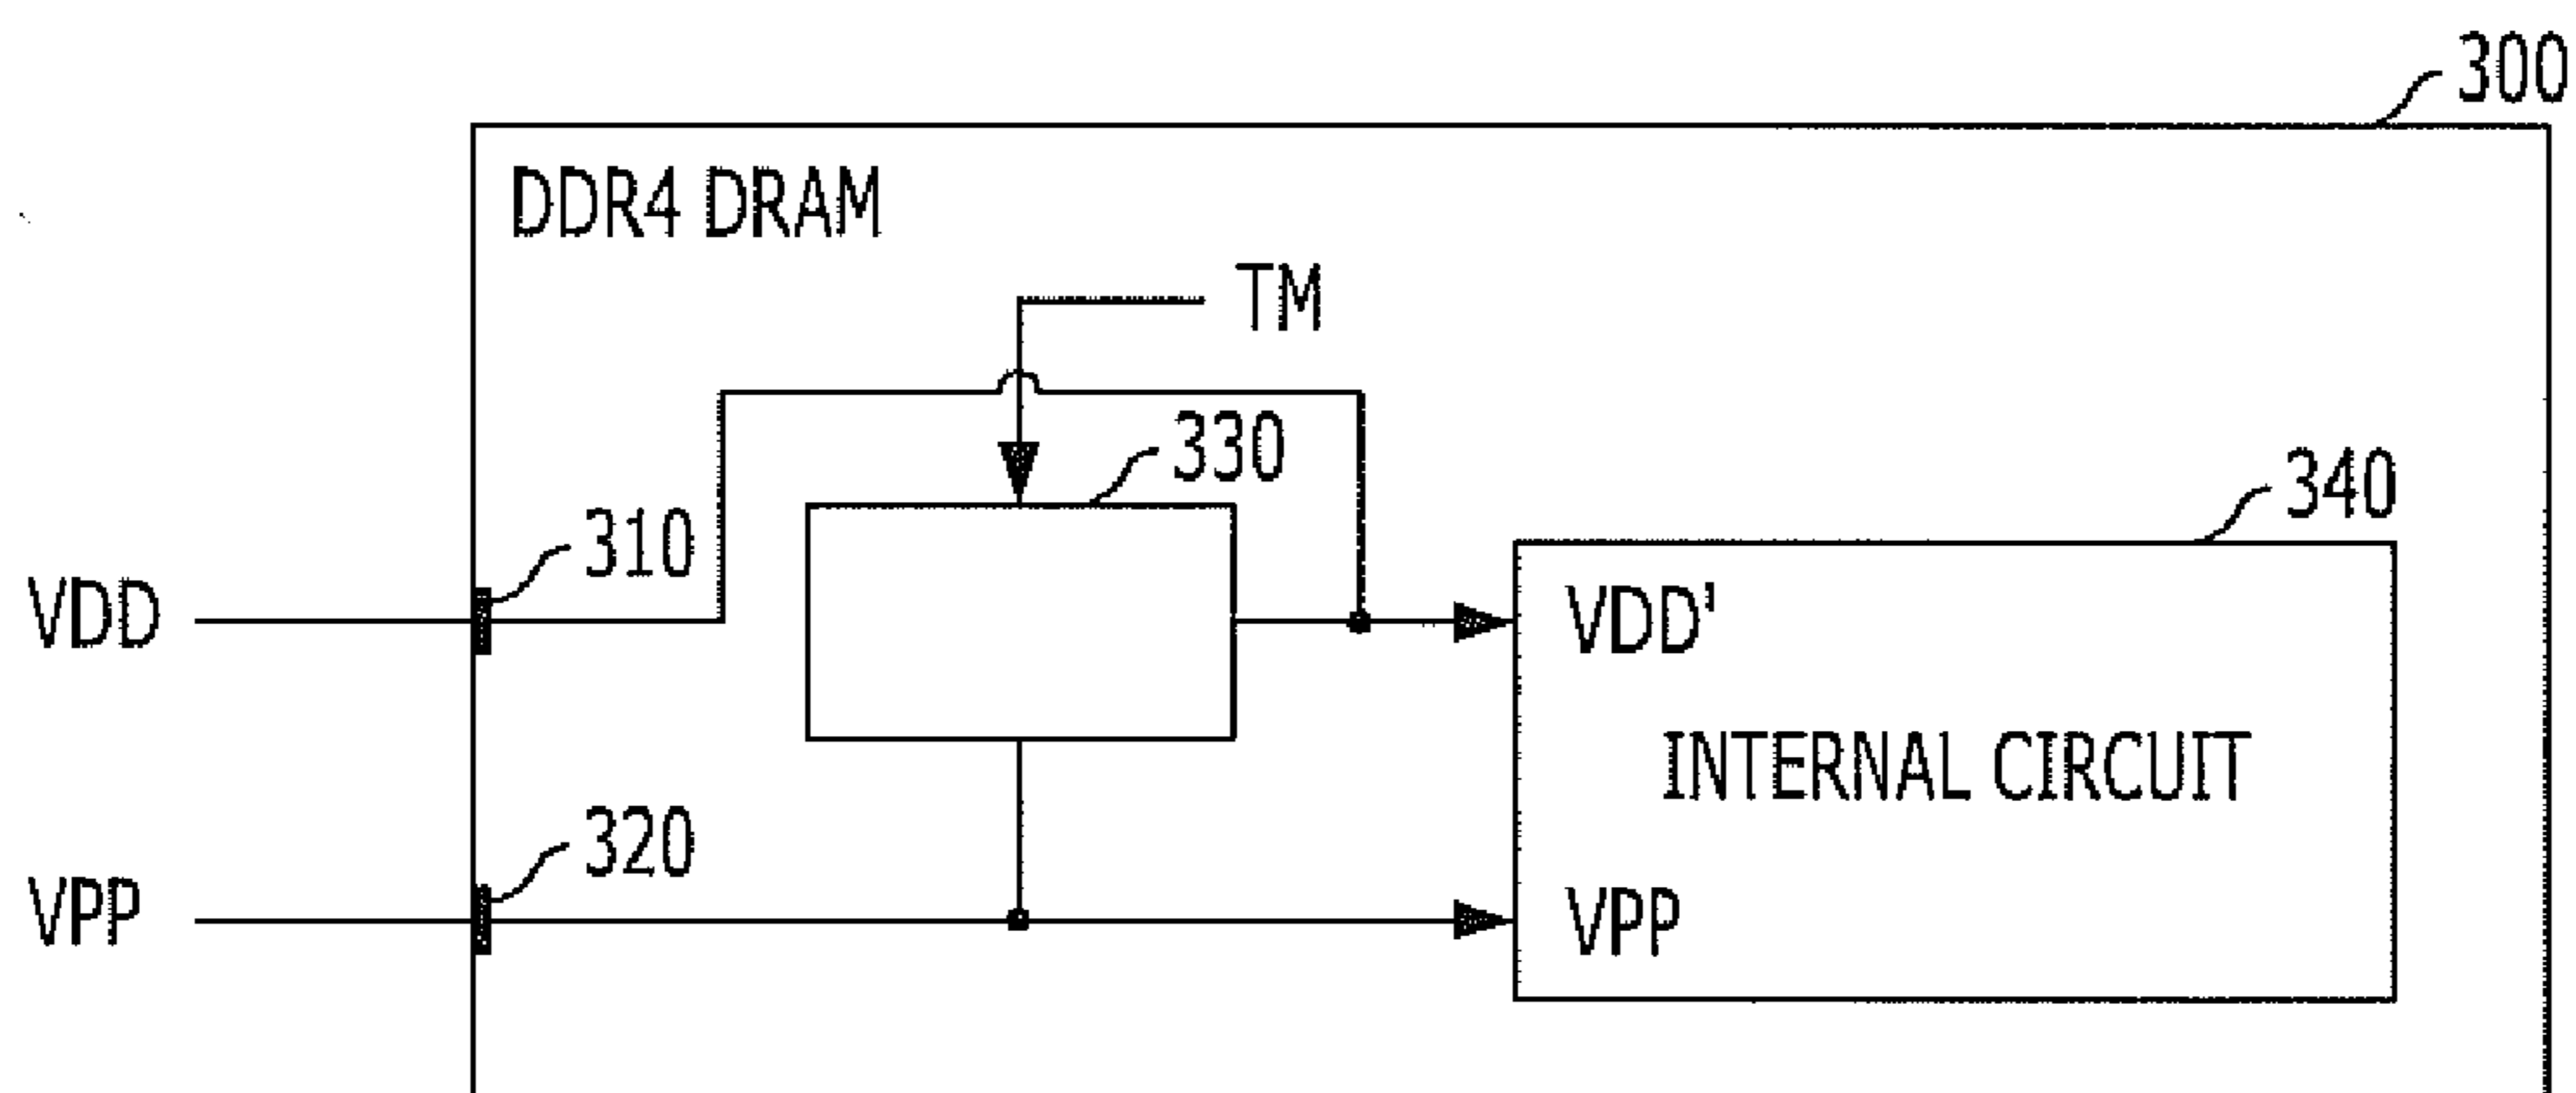 300
DDR4 DRAM
TM
330
340
310
VDD
VDD'
INTERNAL CIRCUIT
320
VPP
VPP